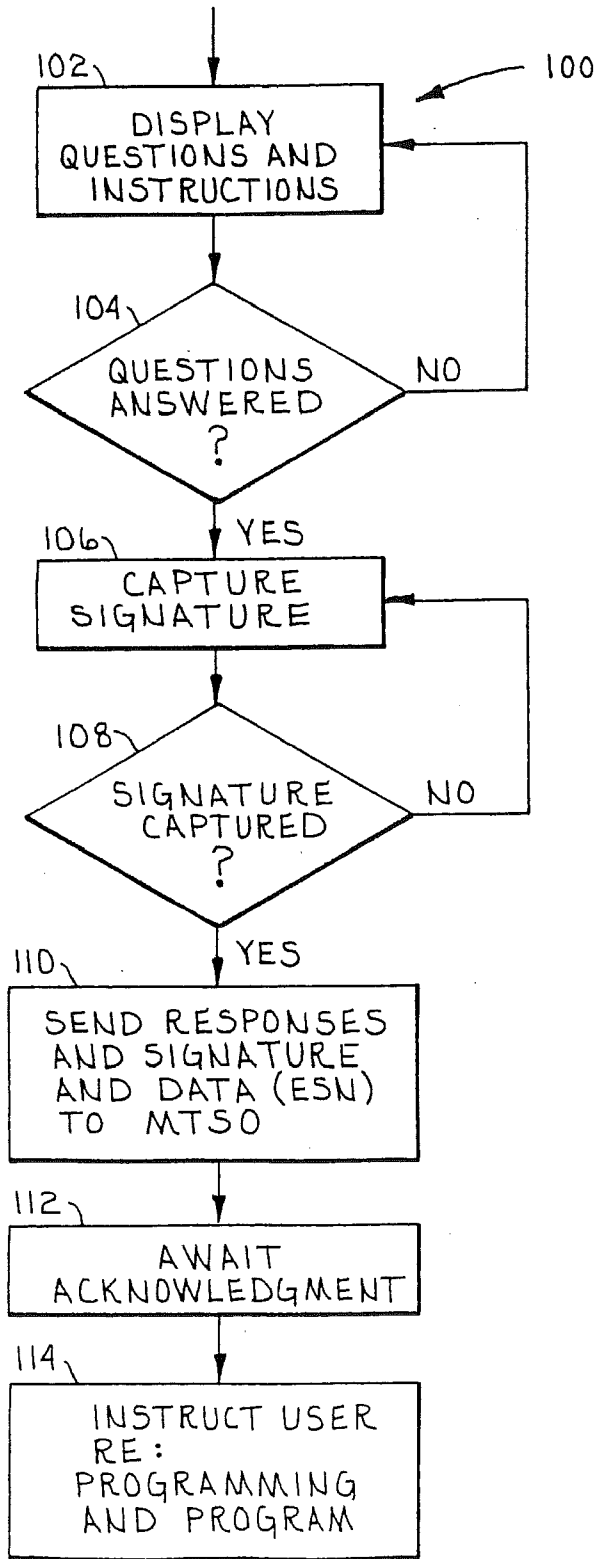 102
100
DISPLAY
QUESTIONS AND
INSTRUCTIONS
104
QUESTIONS
ANSWERED
?
NO
YES
106
CAPTURE
SIGNATURE
108
SIGNATURE
CAPTURED
?
NO
YES
110
SEND RESPONSES
AND SIGNATURE
AND DATA (ESN)
TO MTSO
112
AWAIT
ACKNOWLEDGMENT
114
INSTRUCT USER
RE:
PROGRAMMING
AND PROGRAM